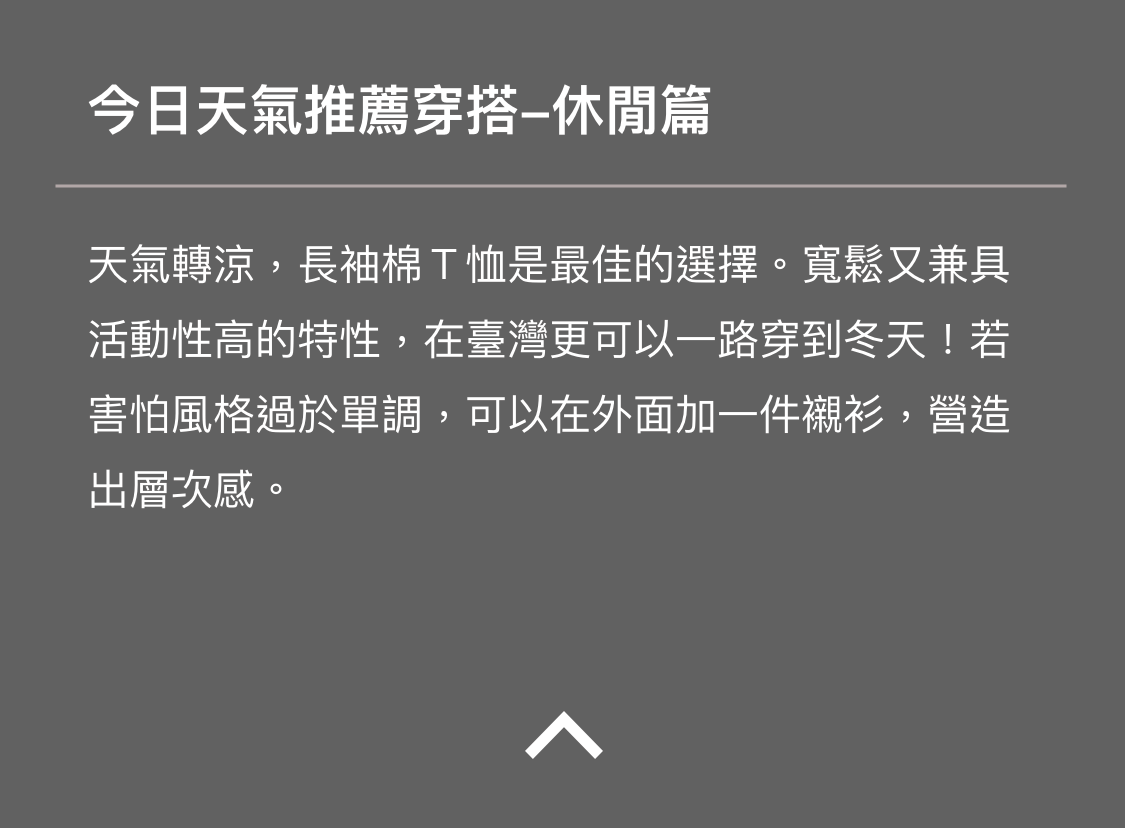 今日天氣推薦穿搭–休閒篇
天氣轉涼，長袖棉Ｔ恤是最佳的選擇。寬鬆又兼具
活動性高的特性，在臺灣更可以一路穿到冬天！若
害怕風格過於單調，可以在外面加一件襯衫，營造
出層次感。